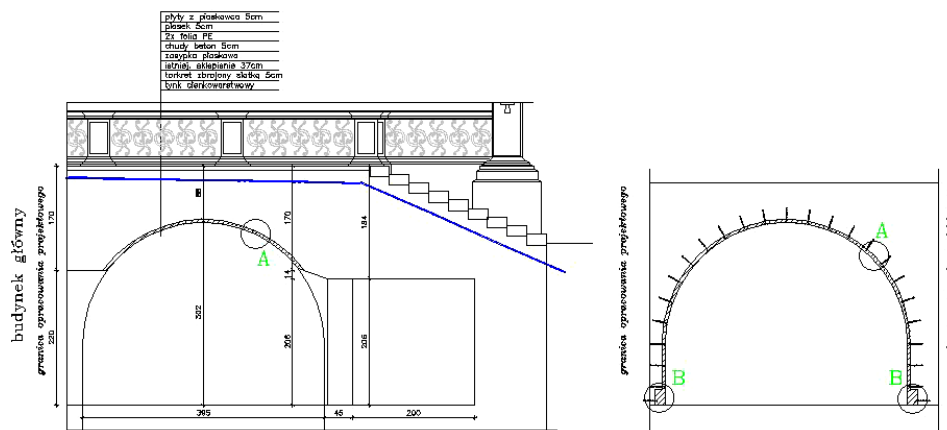 płyty z piaskowca 5cm
piasek 5cm
2x folia PE
chudy beton 5cm
zasypka piaskowa
istniej. sklepienie 37cm
torkret zbrojony siatką 5cm
tynk cienkowarstwowy
budynek główny
granica opracowania projektowego
170
220
170
184
A
14
302
206
206
395
45
200
granica opracowania projektowego
A
B
B